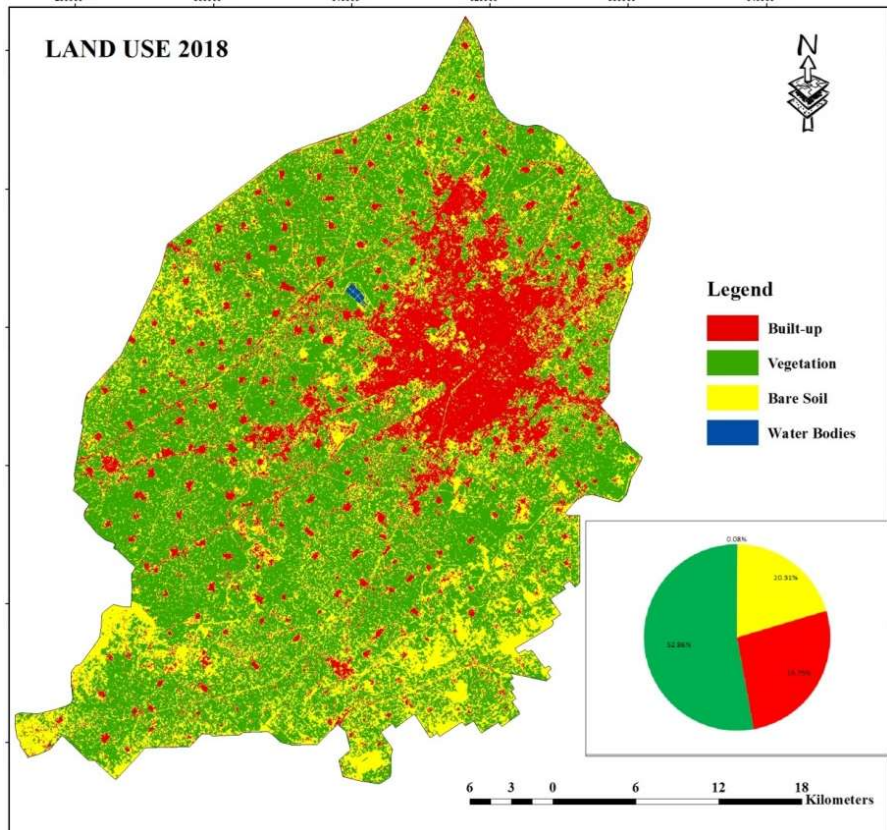 LAND USE 2018
N
Legend
Built-up
Vegetation
Bare Soil
Water Bodies
0.08%
20.31%
52.86%
6 3 0 6 12 18
Kilometers